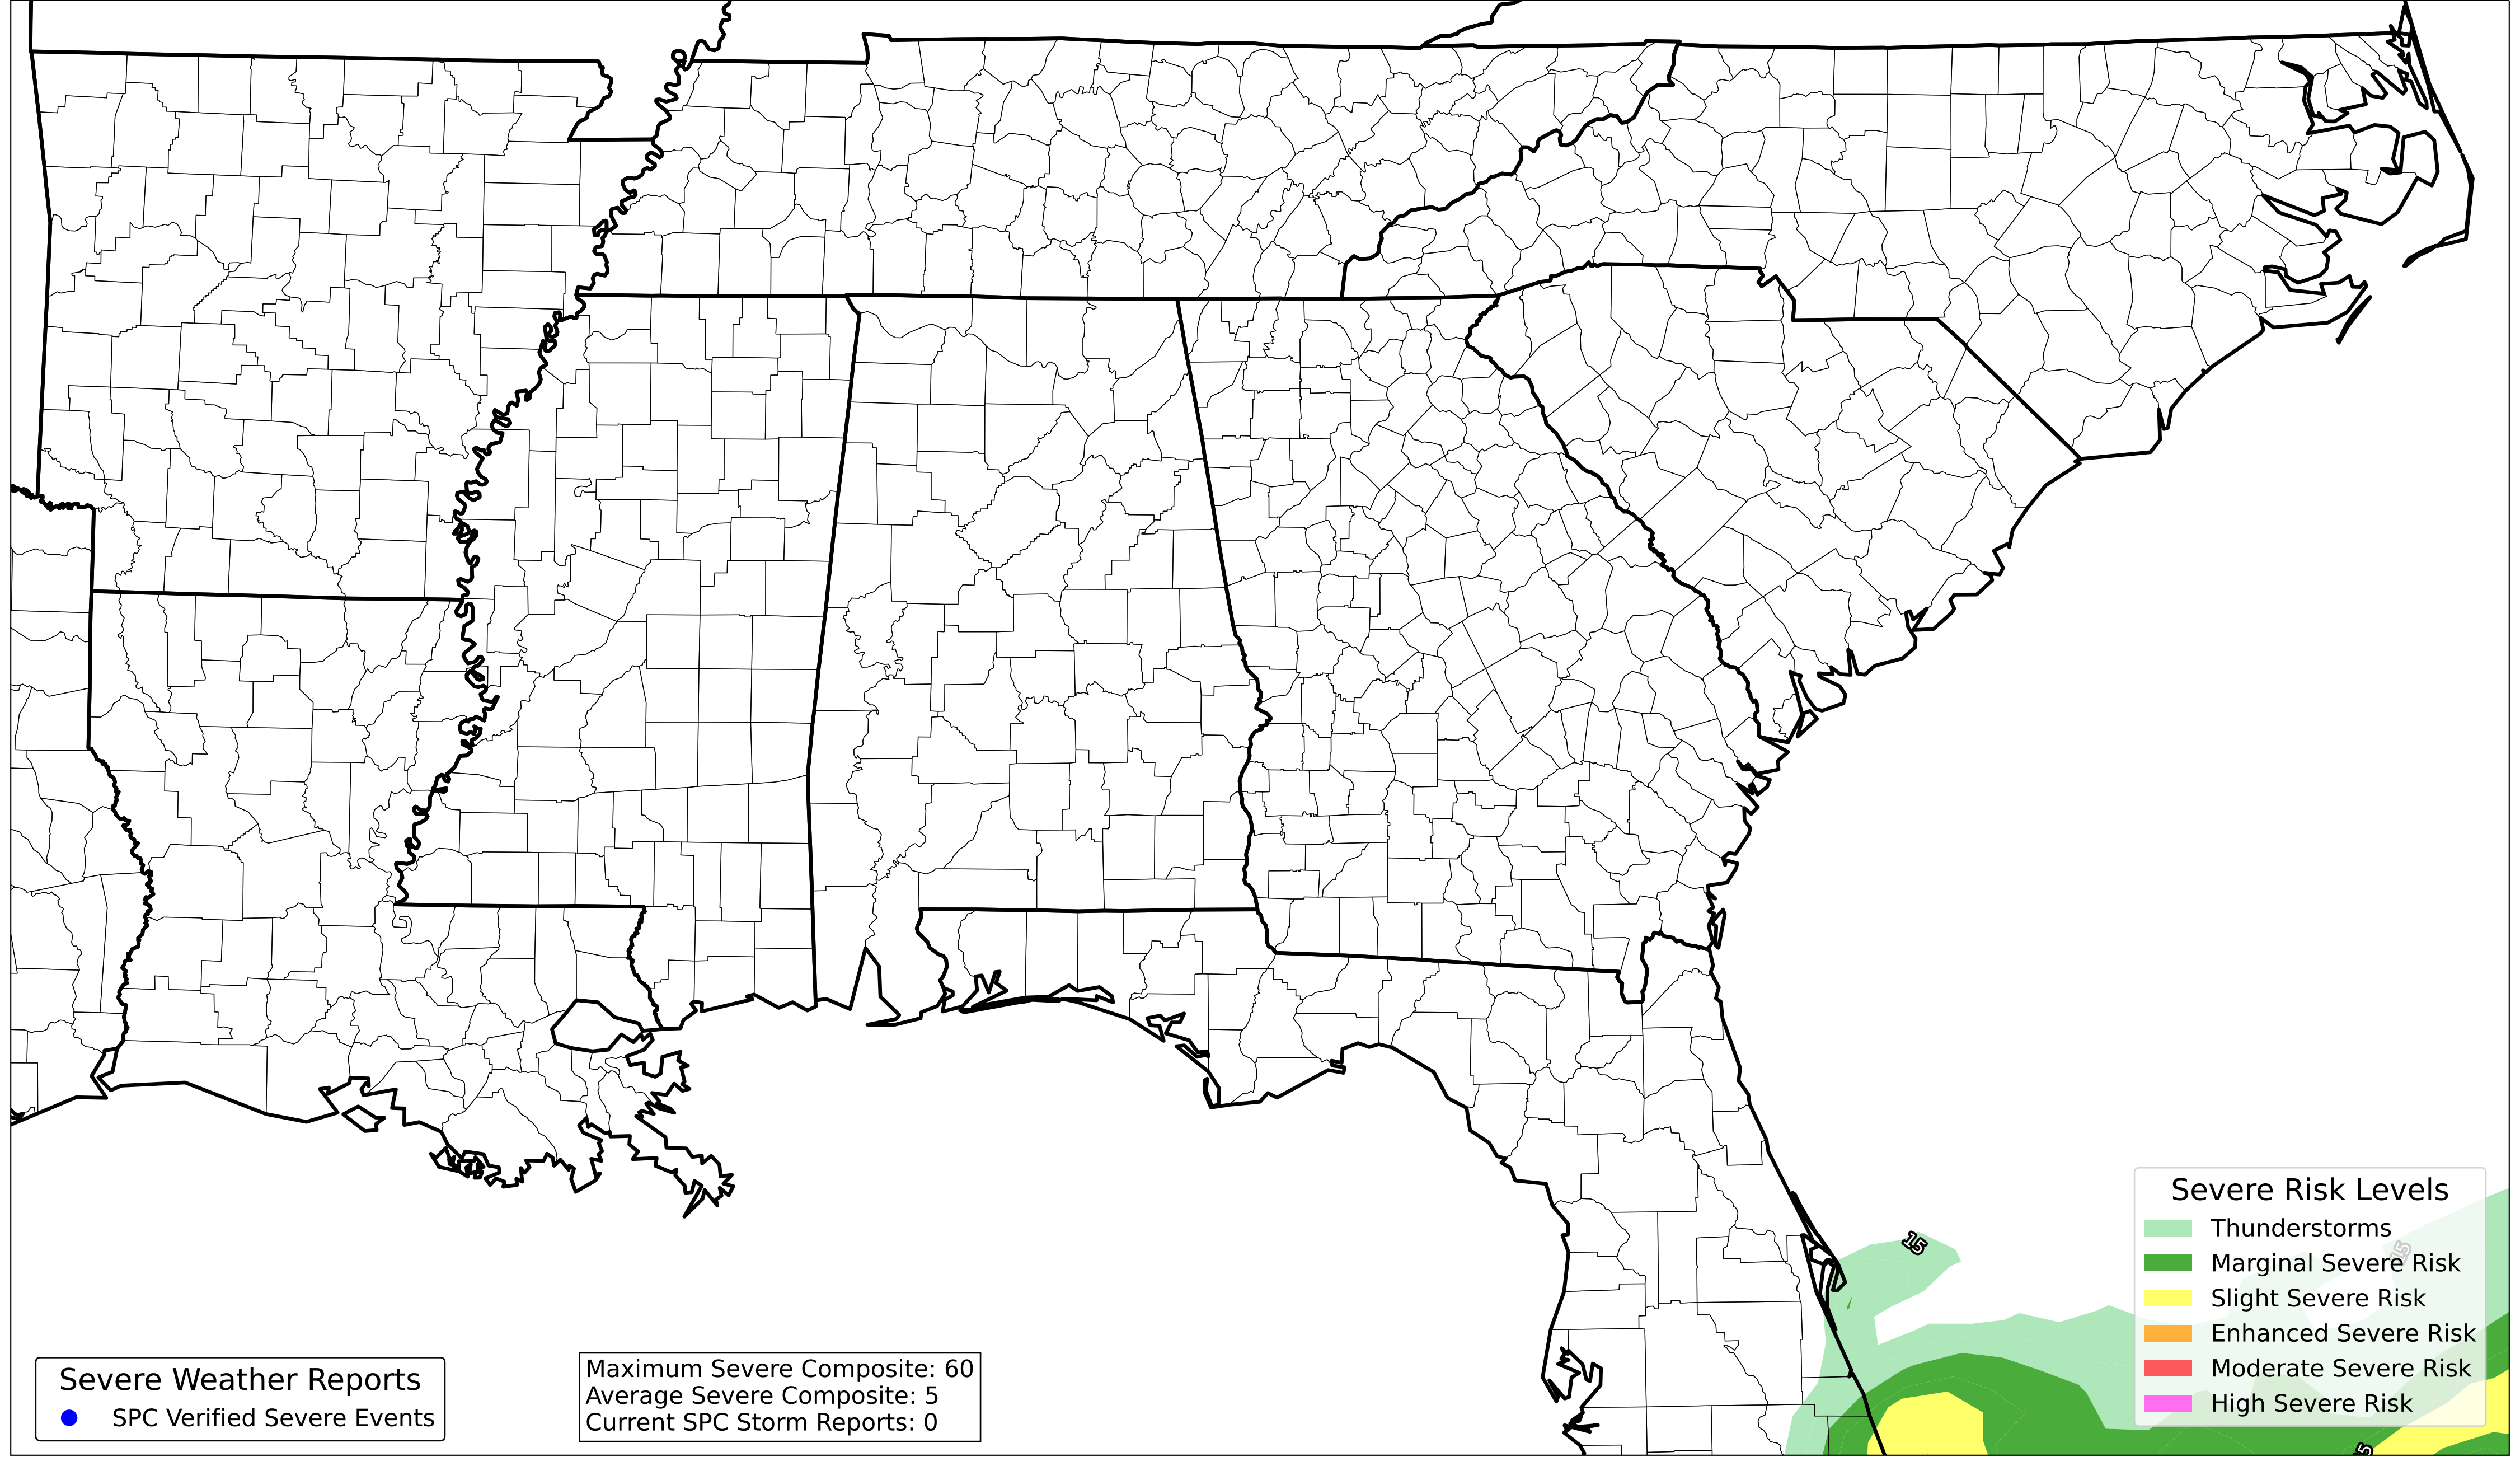 15
Severe Risk Levels
Thunderstorms
15
Marginal Severe Risk
Slight Severe Risk
Enhanced Severe Risk
Moderate Severe Risk
High Severe Risk
Severe Weather Reports
SPC Verified Severe Events
Maximum Severe Composite: 60
Average Severe Composite: 5
Current SPC Storm Reports: 0